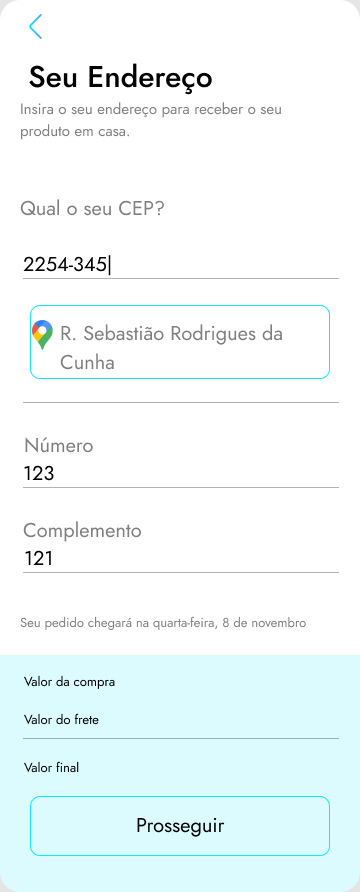 Seu Endereço
Insira o seu endereço para receber o seu
produto em casa.
Qual o seu CEP?
2254-345|
R. Sebastião Rodrigues da
Cunha
Número
123
Complemento
121
Seu pedido chegará na quarta-feira, 8 de novembro
Valor da compra
Valor do frete
Valor final
Prosseguir